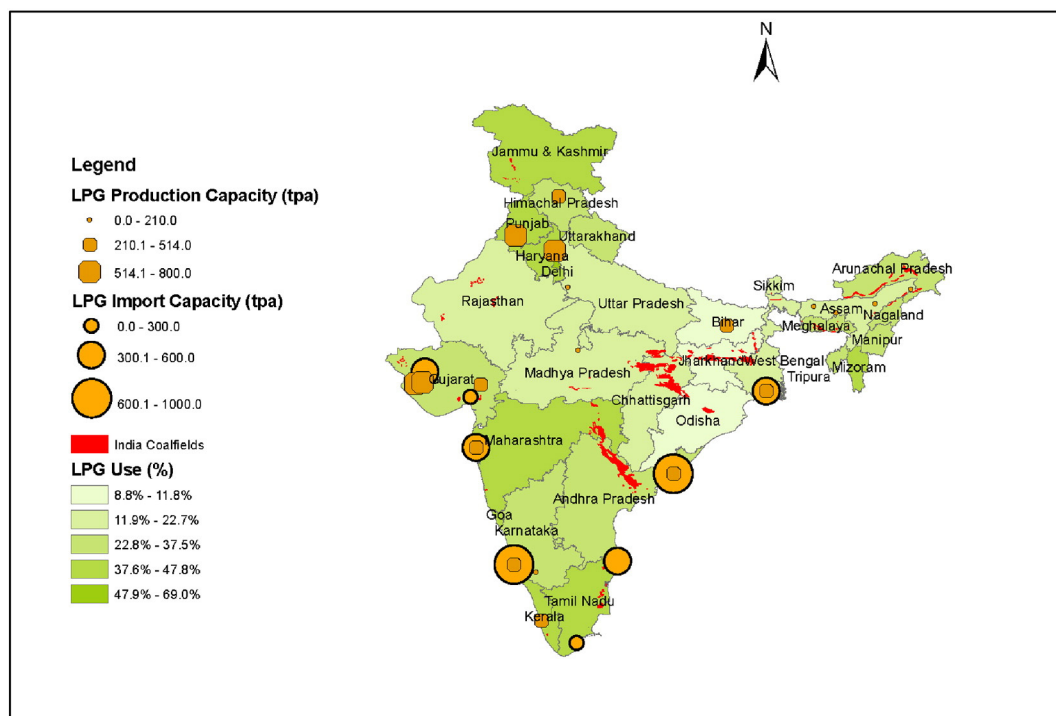 N
Legend
LPG Production Capacity (tpa)
0.0 - 210.0
210.1 - 514.0
514.1 - 800.0
LPG Import Capacity (tpa)
0.0 - 300.0
300.1 - 600.0
600.1 - 1000.0
India Coalfields
LPG Use (%)
8.8% - 11.8%
11.9% - 22.7%
22.8% - 37.5%
37.6% - 47.8%
47.9% - 69.0%
Jammu & Kashmir
Himachal Pradesh
Punjab
Uttarakhand
Haryana
Delhi
Arunachal Pradesh
Sikkim
Rajasthan
Uttar Pradesh
Assam
Nagaland
Bihar
Meghalaya
Manipur
Jharkhand
West Bengal
Mizoram
Gujarat
Madhya Pradesh
Tripura
Chhattisgarh
Odisha
Maharashtra
Andhra Pradesh
Goa
Karnataka
Tamil Nadu
Kerala